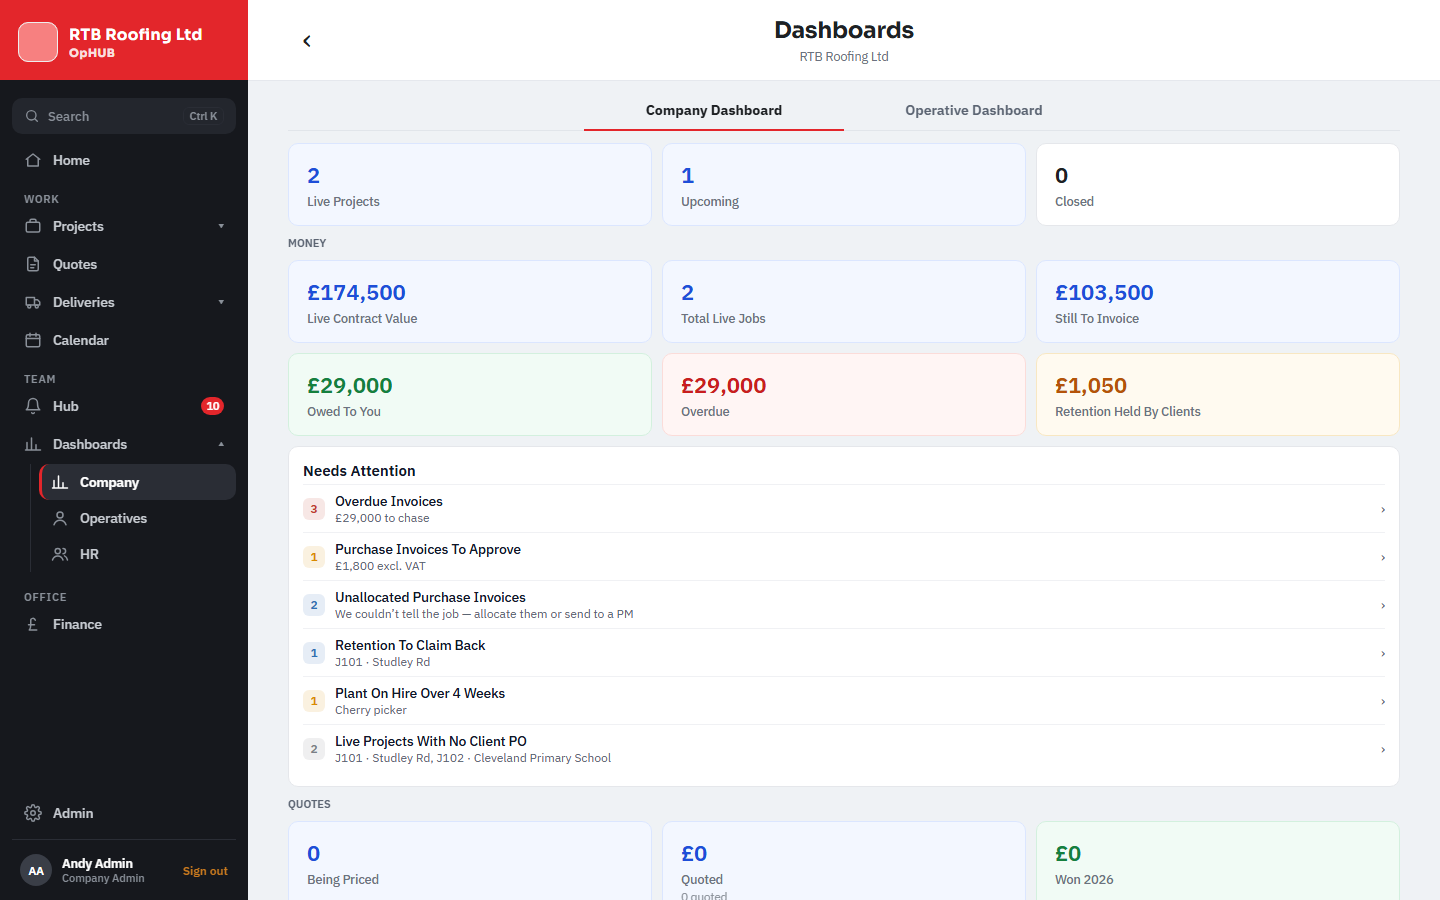 RTB Roofing Ltd
OpHUB
Search
Ctrl K
Home
WORK
Projects
Quotes
Deliveries
Calendar
TEAM
Hub
10
Dashboards
Company
Operatives
HR
OFFICE
Finance
Admin
AA
Andy Admin
Company Admin
Sign out
Dashboards
RTB Roofing Ltd
Company Dashboard
Operative Dashboard
2
Live Projects
1
Upcoming
0
Closed
MONEY
£174,500
Live Contract Value
2
Total Live Jobs
£103,500
Still To Invoice
£29,000
Owed To You
£29,000
Overdue
£1,050
Retention Held By Clients
Needs Attention
3
Overdue Invoices
£29,000 to chase
1
Purchase Invoices To Approve
£1,800 excl. VAT
2
Unallocated Purchase Invoices
We couldn’t tell the job — allocate them or send to a PM
1
Retention To Claim Back
J101 · Studley Rd
1
Plant On Hire Over 4 Weeks
Cherry picker
2
Live Projects With No Client PO
J101 · Studley Rd, J102 · Cleveland Primary School
QUOTES
0
Being Priced
£0
Quoted
0 quoted
£0
Won 2026